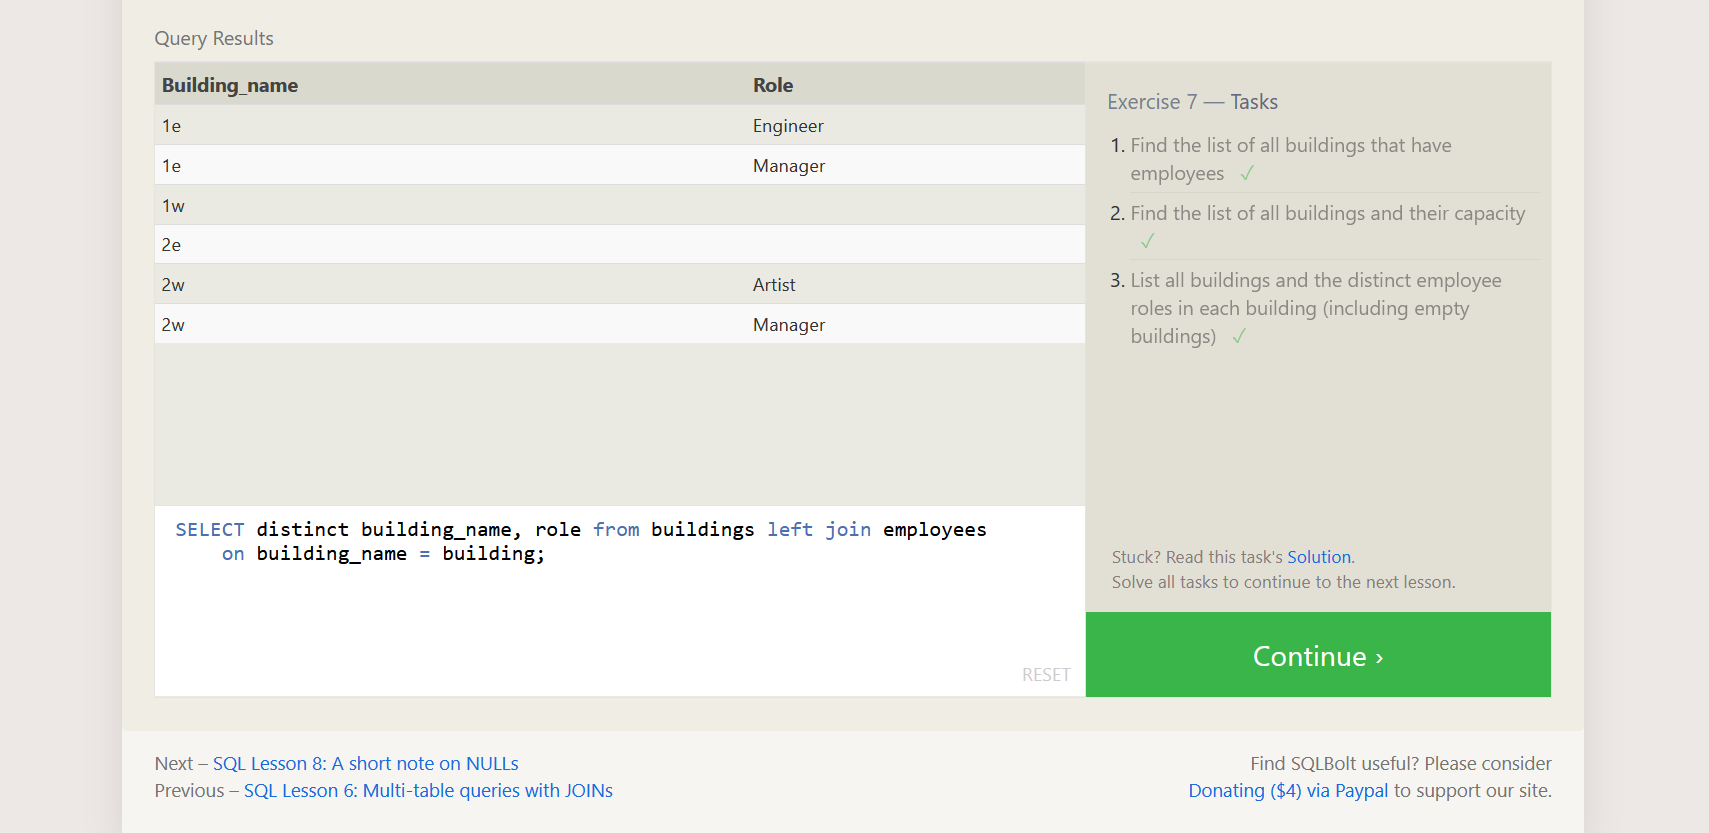 Query Results
Building_name Role
1e Engineer
1e Manager
1w
2e
2w Artist
2w Manager
SELECT distinct building_name, role from buildings left join employees
on building_name = building;
RESET
Exercise 7 — Tasks
1. Find the list of all buildings that have
employees ✓
2. Find the list of all buildings and their capacity
✓
3. List all buildings and the distinct employee
roles in each building (including empty
buildings) ✓
Stuck? Read this task's Solution.
Solve all tasks to continue to the next lesson.
Continue ›
Next – SQL Lesson 8: A short note on NULLs
Previous – SQL Lesson 6: Multi-table queries with JOINs
Find SQLBolt useful? Please consider
Donating ($4) via Paypal to support our site.